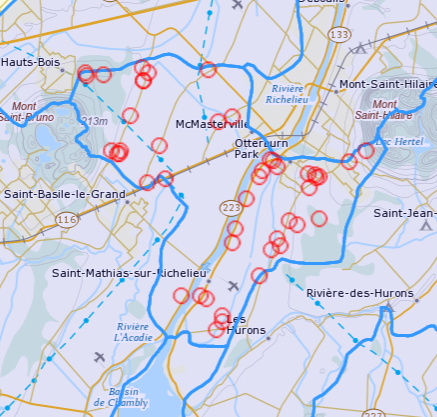 133
Hauts-Bois
Mont-Saint-Hilaire
Rivière
Richelieu
Mont
Saint-Bruno
213m
McMasterville
Mont
Saint-Hilaire
Otterburn
Park
Lac Hertel
Saint-Basile-le-Grand
116
223
Saint-Jean-
Saint-Mathias-sur-Richelieu
Rivière-des-Hurons
Rivière
L'Acadie
Les
Hurons
Bassin
de Chambly